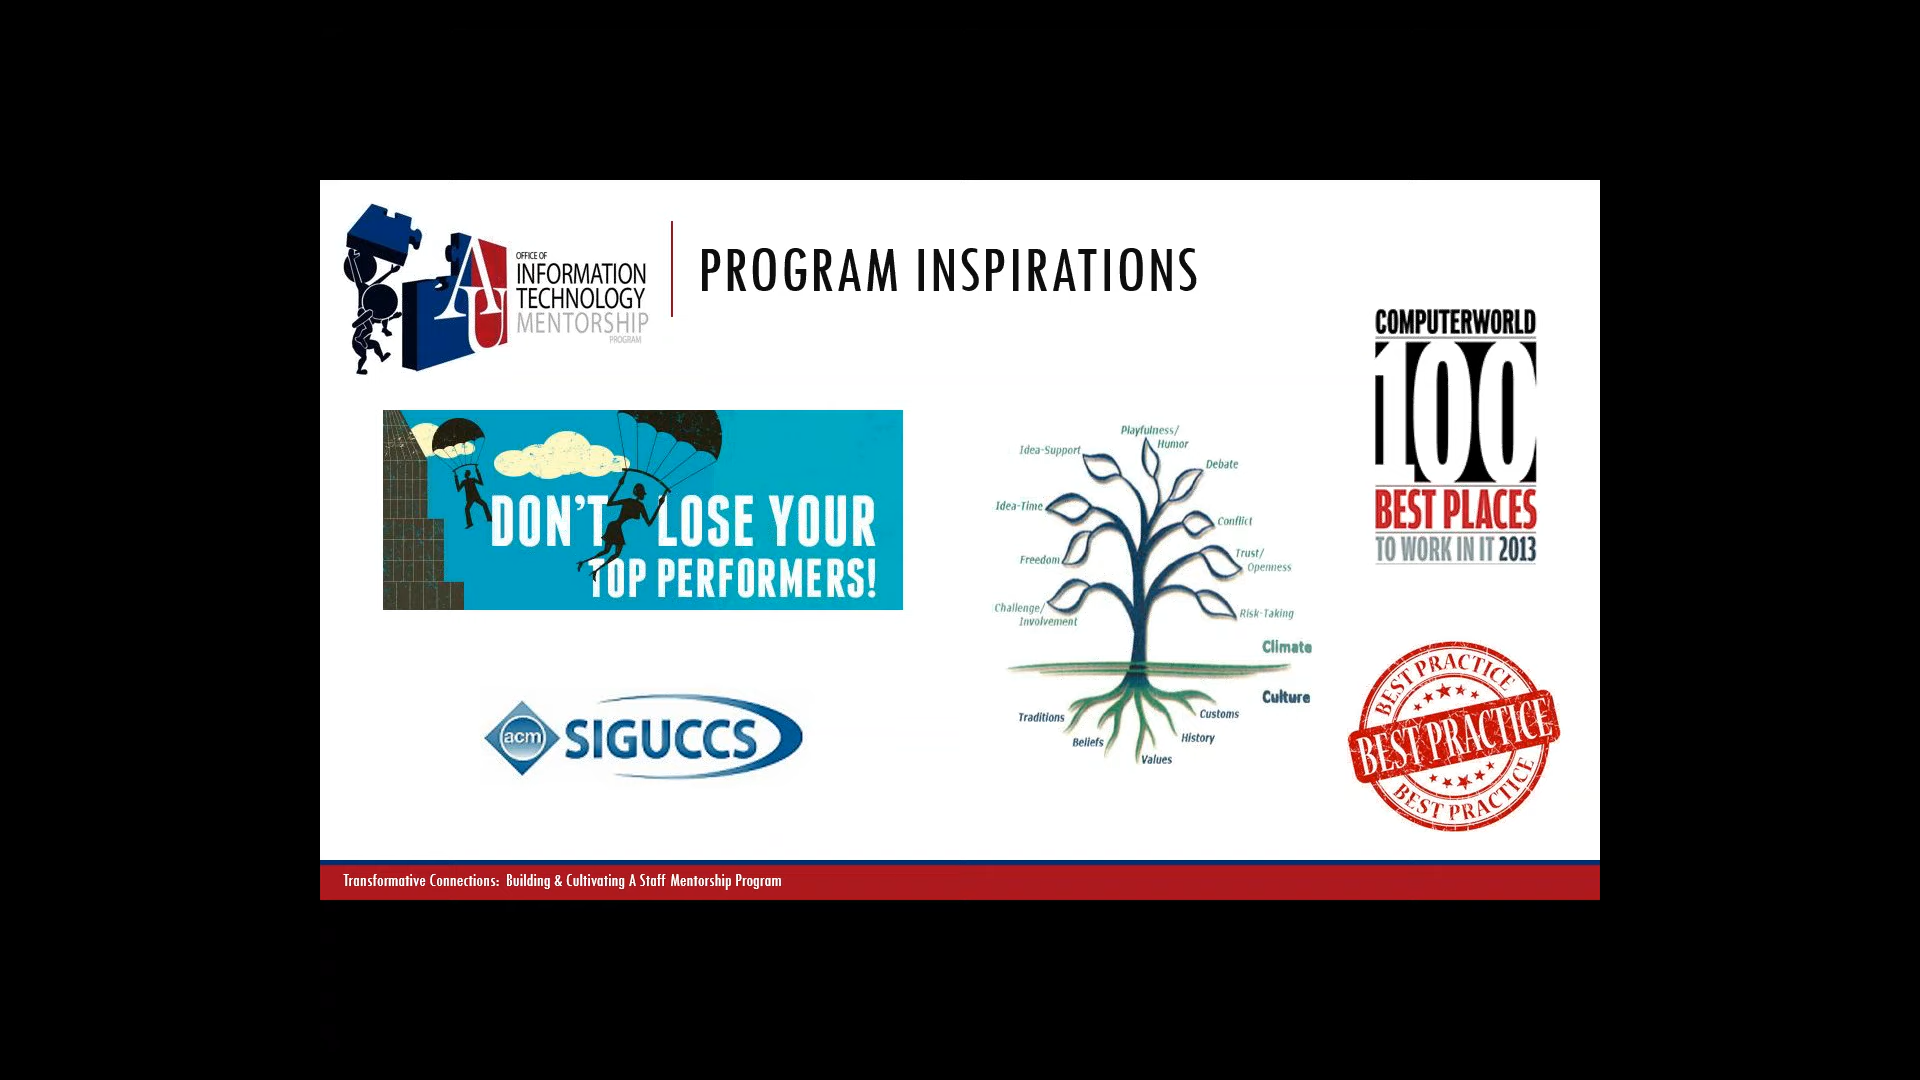 OFFICE OF
INFORMATION
TECHNOLOGY
MENTORSHIP
PROGRAM
AU
PROGRAM INSPIRATIONS
DON'T LOSE YOUR
TOP PERFORMERS!
acm SIGUCCS
Playfulness/
Humor
Idea-Support
Debate
Idea-Time
Conflict
Freedom
Trust/
Openness
Challenge/
Involvement
Risk-Taking
Climate
Culture
Traditions
Customs
Beliefs
History
Values
COMPUTERWORLD
100
BEST PLACES
TO WORK IN IT 2013
BEST PRACTICE
BEST PRACTICE
BEST PRACTICE
Transformative Connections: Building & Cultivating A Staff Mentorship Program